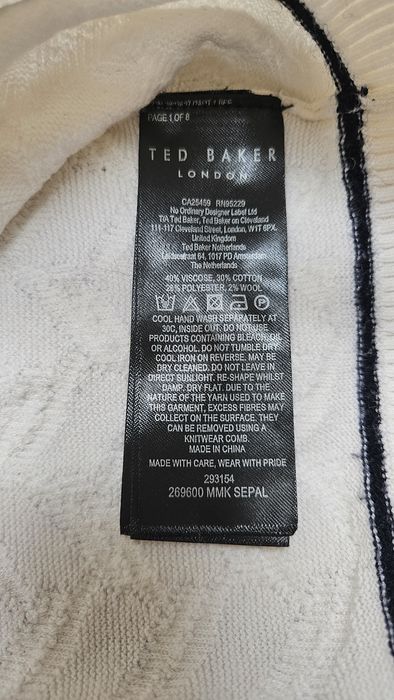 PAGE 1 OF 8
TED BAKER
LONDON
CA25459 RN95229
No Ordinary Designer Label Ltd
T/A Ted Baker, Ted Baker on Cleveland
111-117 Cleveland Street, London, W1T 6PX.
United Kingdom
Ted Baker Netherlands
Leidsestraat 64, 1017 PD Amsterdam
The Netherlands
40% VISCOSE, 30% COTTON
28% POLYESTER, 2% WOOL
P
COOL HAND WASH SEPARATELY AT
30C, INSIDE OUT. DO NOT USE
PRODUCTS CONTAINING BLEACH, OIL
OR ALCOHOL. DO NOT TUMBLE DRY.
COOL IRON ON REVERSE. MAY BE
DRY CLEANED. DO NOT LEAVE IN
DIRECT SUNLIGHT. RE-SHAPE WHILST
DAMP. DRY FLAT. DUE TO THE
NATURE OF THE YARN USED TO MAKE
THIS GARMENT, EXCESS FIBRES MAY
COLLECT ON THE SURFACE. THEY
CAN BE REMOVED USING A
KNITWEAR COMB.
MADE IN CHINA
MADE WITH CARE, WEAR WITH PRIDE
293154
269600 MMK SEPAL